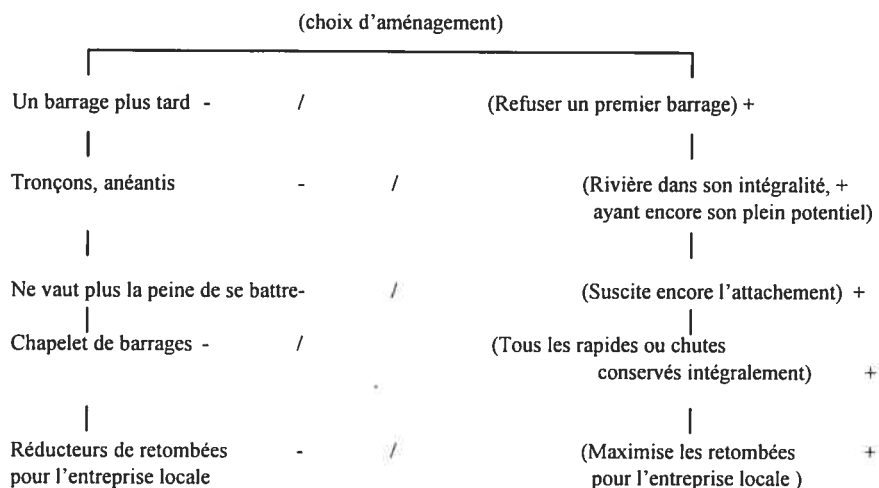 (choix d'aménagement)
Un barrage plus tard - / (Refuser un premier barrage) +
Tronçons, anéantis - / (Rivière dans son intégralité, +
ayant encore son plein potentiel)
Ne vaut plus la peine de se battre- / (Suscite encore l'attachement) +
Chapelet de barrages - / (Tous les rapides ou chutes
conservés intégralement) +
Réducteurs de retombées - / (Maximise les retombées +
pour l'entreprise locale pour l'entreprise locale )